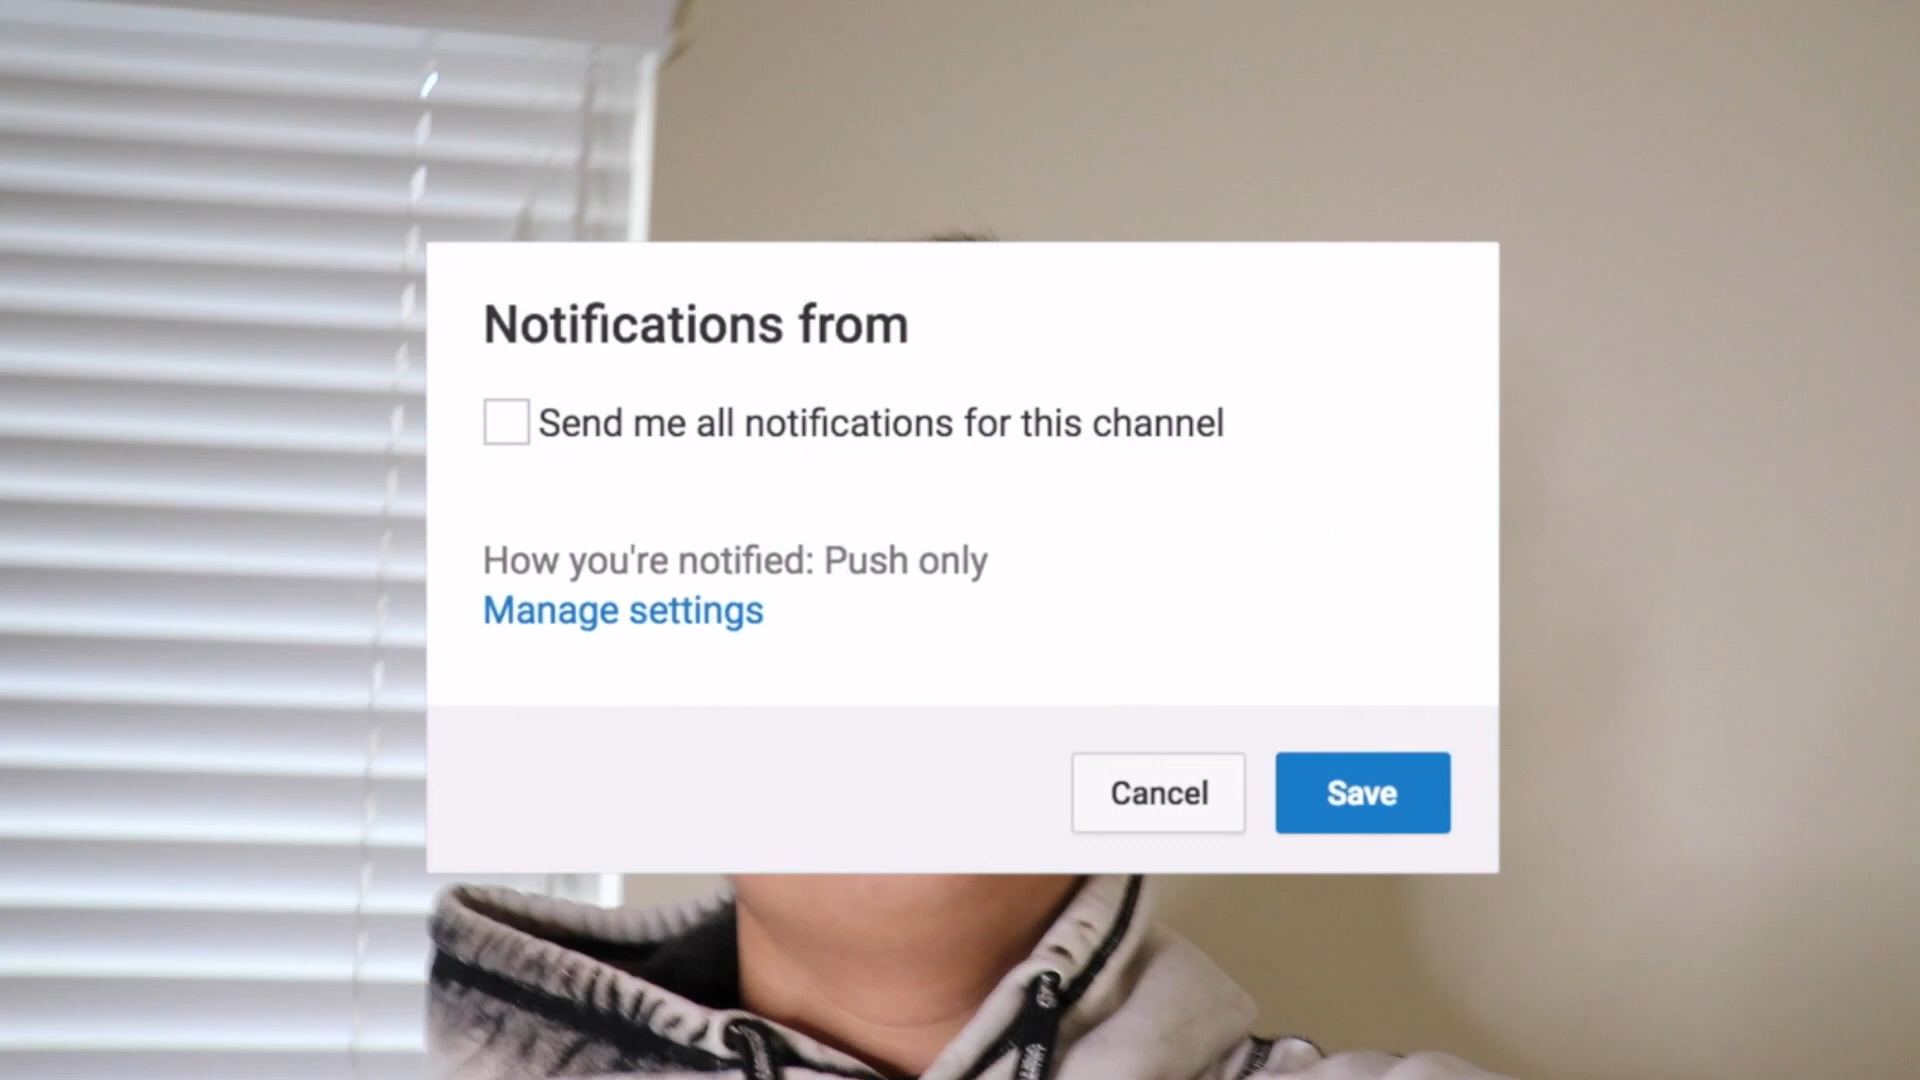 Notifications from
Send me all notifications for this channel
How you're notified: Push only
Manage settings
Cancel
Save